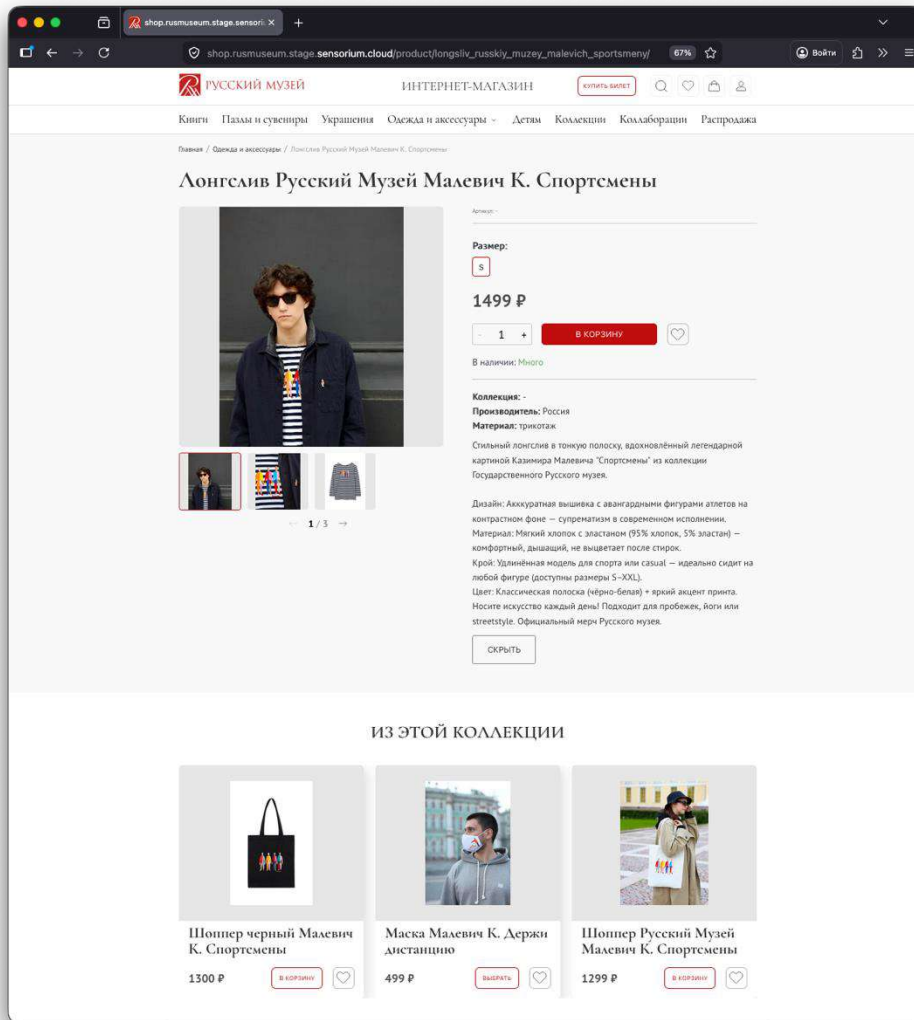 shop.rusmuseum.stage.sensori
shop.rusmuseum.stage.sensorium.cloud/product/longsliv_russkiy_muzey_malevich_sportsmeny/
67%
Войти
РУССКИЙ МУЗЕЙ
ИНТЕРНЕТ-МАГАЗИН
КУПИТЬ БИЛЕТ
Книги Пазлы и сувениры Украшения Одежда и аксессуары Детям Коллекции Коллаборации Распродажа
Главная / Одежда и аксессуары / Лонгслив Русский Музей Малевич К. Спортсмены
Лонгслив Русский Музей Малевич К. Спортсмены
Артикул: -
Размер:
S
1499 ₽
- 1 +
В КОРЗИНУ
В наличии: Много
Коллекция: -
Производитель: Россия
Материал: трикотаж
Стильный лонгслив в тонкую полоску, вдохновлённый легендарной
картиной Казимира Малевича "Спортсмены" из коллекции
Государственного Русского музея.
Дизайн: Акккуратная вышивка с авангардными фигурами атлетов на
контрастном фоне — супрематизм в современном исполнении.
Материал: Мягкий хлопок с эластаном (95% хлопок, 5% эластан) —
комфортный, дышащий, не выцветает после стирок.
Крой: Удлинённая модель для спорта или casual — идеально сидит на
любой фигуре (доступны размеры S–XXL).
Цвет: Классическая полоска (чёрно-белая) + яркий акцент принта.
Носите искусство каждый день! Подходит для пробежек, йоги или
streetstyle. Официальный мерч Русского музея.
СКРЫТЬ
1 / 3
ИЗ ЭТОЙ КОЛЛЕКЦИИ
Шоппер черный Малевич
К. Спортсмены
1300 ₽
В КОРЗИНУ
Маска Малевич К. Держи
дистанцию
499 ₽
ВЫБРАТЬ
Шоппер Русский Музей
Малевич К. Спортсмены
1299 ₽
В КОРЗИНУ